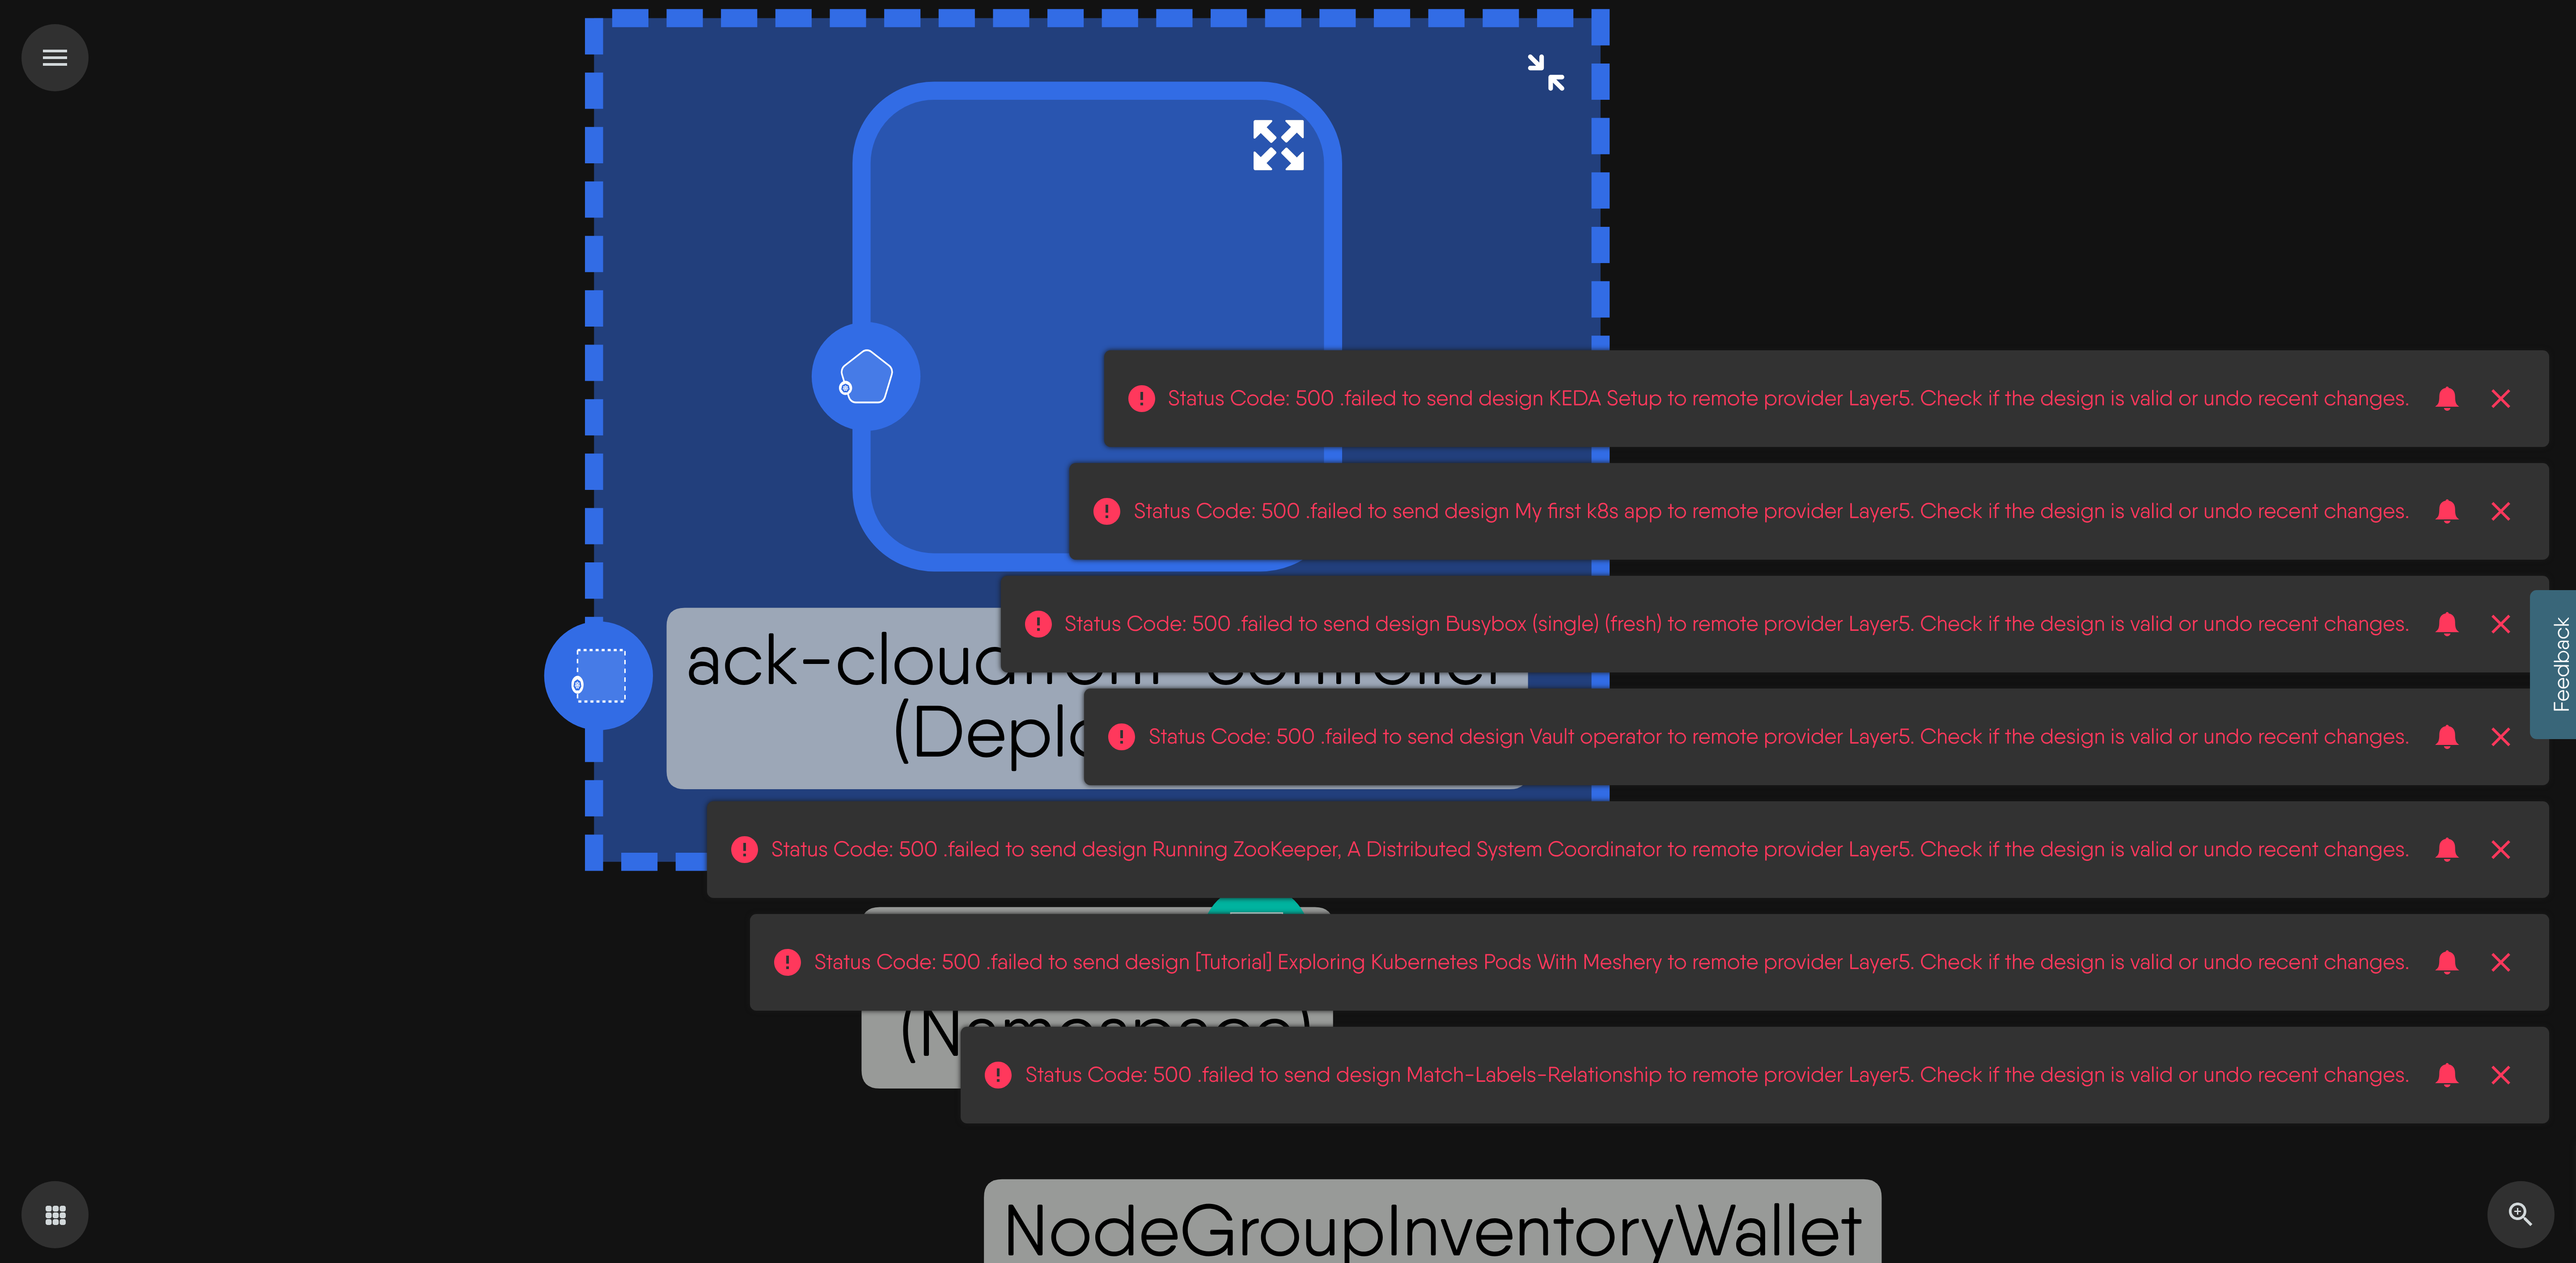 Status Code: 500 .failed to send design KEDA Setup to remote provider Layer5. Check if the design is valid or undo recent changes.
Status Code: 500 .failed to send design My first k8s app to remote provider Layer5. Check if the design is valid or undo recent changes.
Status Code: 500 .failed to send design Busybox (single) (fresh) to remote provider Layer5. Check if the design is valid or undo recent changes.
Feedback
ack-cloudfront-controller
(Deplo
Status Code: 500 .failed to send design Vault operator to remote provider Layer5. Check if the design is valid or undo recent changes.
Status Code: 500 .failed to send design Running ZooKeeper, A Distributed System Coordinator to remote provider Layer5. Check if the design is valid or undo recent changes.
Status Code: 500 .failed to send design [Tutorial] Exploring Kubernetes Pods With Meshery to remote provider Layer5. Check if the design is valid or undo recent changes.
(Namespace)
Status Code: 500 .failed to send design Match-Labels-Relationship to remote provider Layer5. Check if the design is valid or undo recent changes.
NodeGroupInventoryWallet